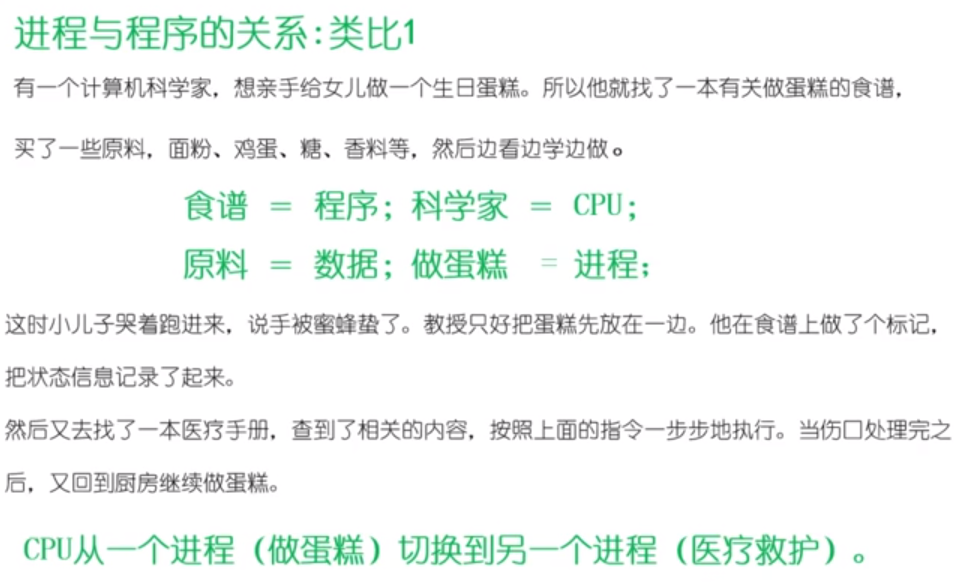 进程与程序的关系:类比1
有一个计算机科学家，想亲手给女儿做一个生日蛋糕。所以他就找了一本有关做蛋糕的食谱，
买了一些原料，面粉、鸡蛋、糖、香料等，然后边看边学边做。
食谱 = 程序；科学家 = CPU；
原料 = 数据；做蛋糕 = 进程；
这时小儿子哭着跑进来，说手被蜜蜂蛰了。教授只好把蛋糕先放在一边。他在食谱上做了个标记，
把状态信息记录了起来。
然后又去找了一本医疗手册，查到了相关的内容，按照上面的指令一步步地执行。当伤口处理完之
后，又回到厨房继续做蛋糕。
CPU从一个进程（做蛋糕）切换到另一个进程（医疗救护）。